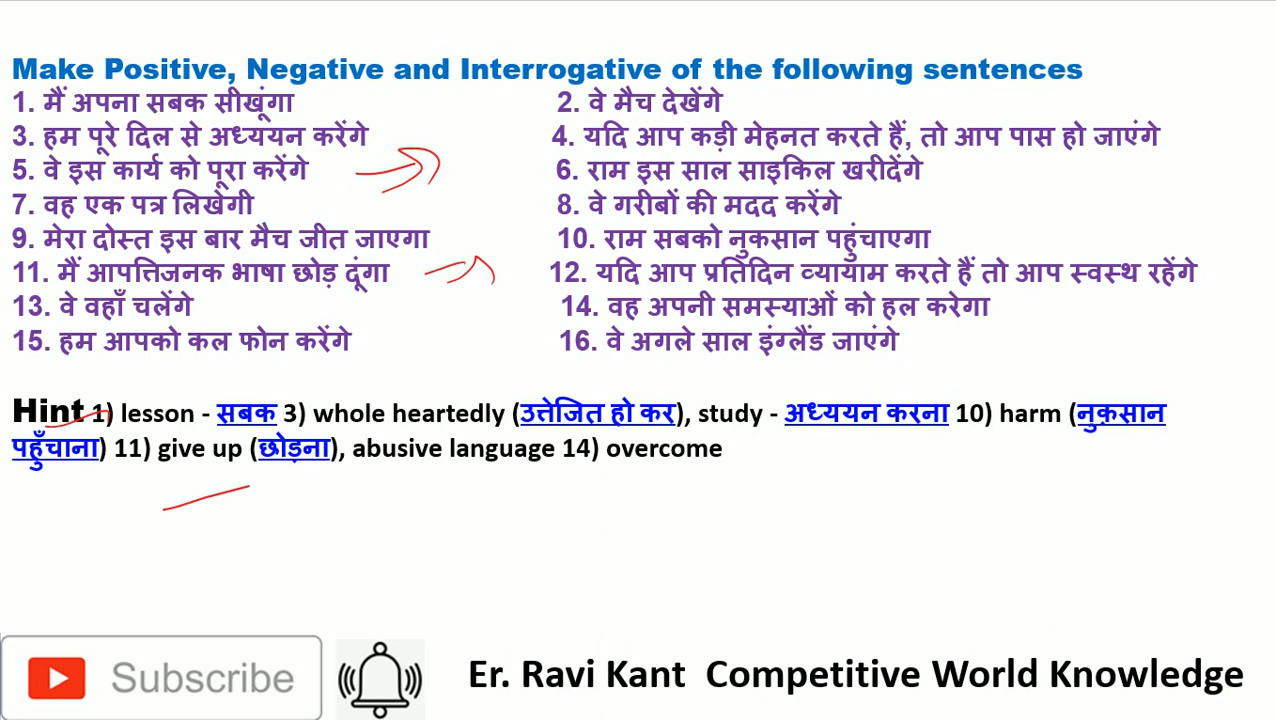 Make Positive, Negative and Interrogative of the following sentences
1. मैं अपना सबक सीखूंगा 2. वे मैच देखेंगे
3. हम पूरे दिल से अध्ययन करेंगे 4. यदि आप कड़ी मेहनत करते हैं, तो आप पास हो जाएंगे
5. वे इस कार्य को पूरा करेंगे 6. राम इस साल साइकिल खरीदेंगे
7. वह एक पत्र लिखेगी 8. वे गरीबों की मदद करेंगे
9. मेरा दोस्त इस बार मैच जीत जाएगा 10. राम सबको नुकसान पहुंचाएगा
11. मैं आपत्तिजनक भाषा छोड़ दूंगा 12. यदि आप प्रतिदिन व्यायाम करते हैं तो आप स्वस्थ रहेंगे
13. वे वहाँ चलेंगे 14. वह अपनी समस्याओं को हल करेगा
15. हम आपको कल फोन करेंगे 16. वे अगले साल इंग्लैंड जाएंगे
Hint 1) lesson - सबक 3) whole heartedly (उत्तेजित हो कर), study - अध्ययन करना 10) harm (नुक़सान
पहुँचाना) 11) give up (छोड़ना), abusive language 14) overcome
Subscribe Er. Ravi Kant Competitive World Knowledge